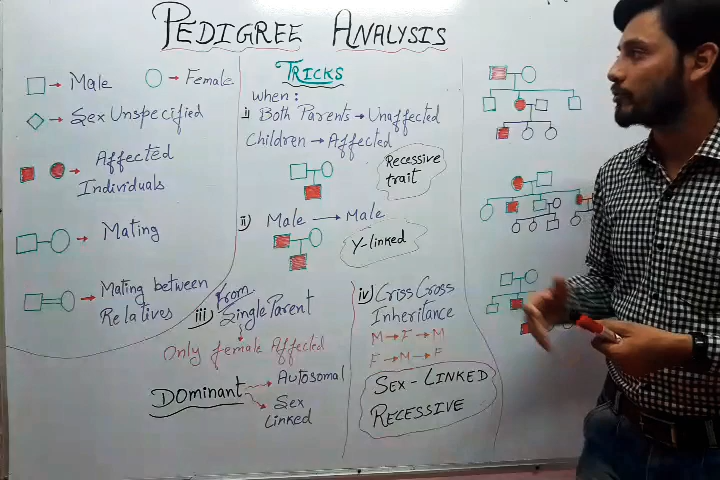 PEDIGREE ANALYSIS
→ Male → Female
→ Sex Unspecified
→ Affected
Individuals
→ Mating
→ Mating between
Relatives
TRICKS
when :
i) Both Parents → Unaffected
Children → Affected
Recessive
trait
ii) Male → Male
Y-linked
iii) from
Single Parent
Only female Affected
DOMINANT → Autosomal
→ Sex
Linked
iv) Criss Cross
Inheritance
M → F → M
F → M → F
SEX-LINKED
RECESSIVE